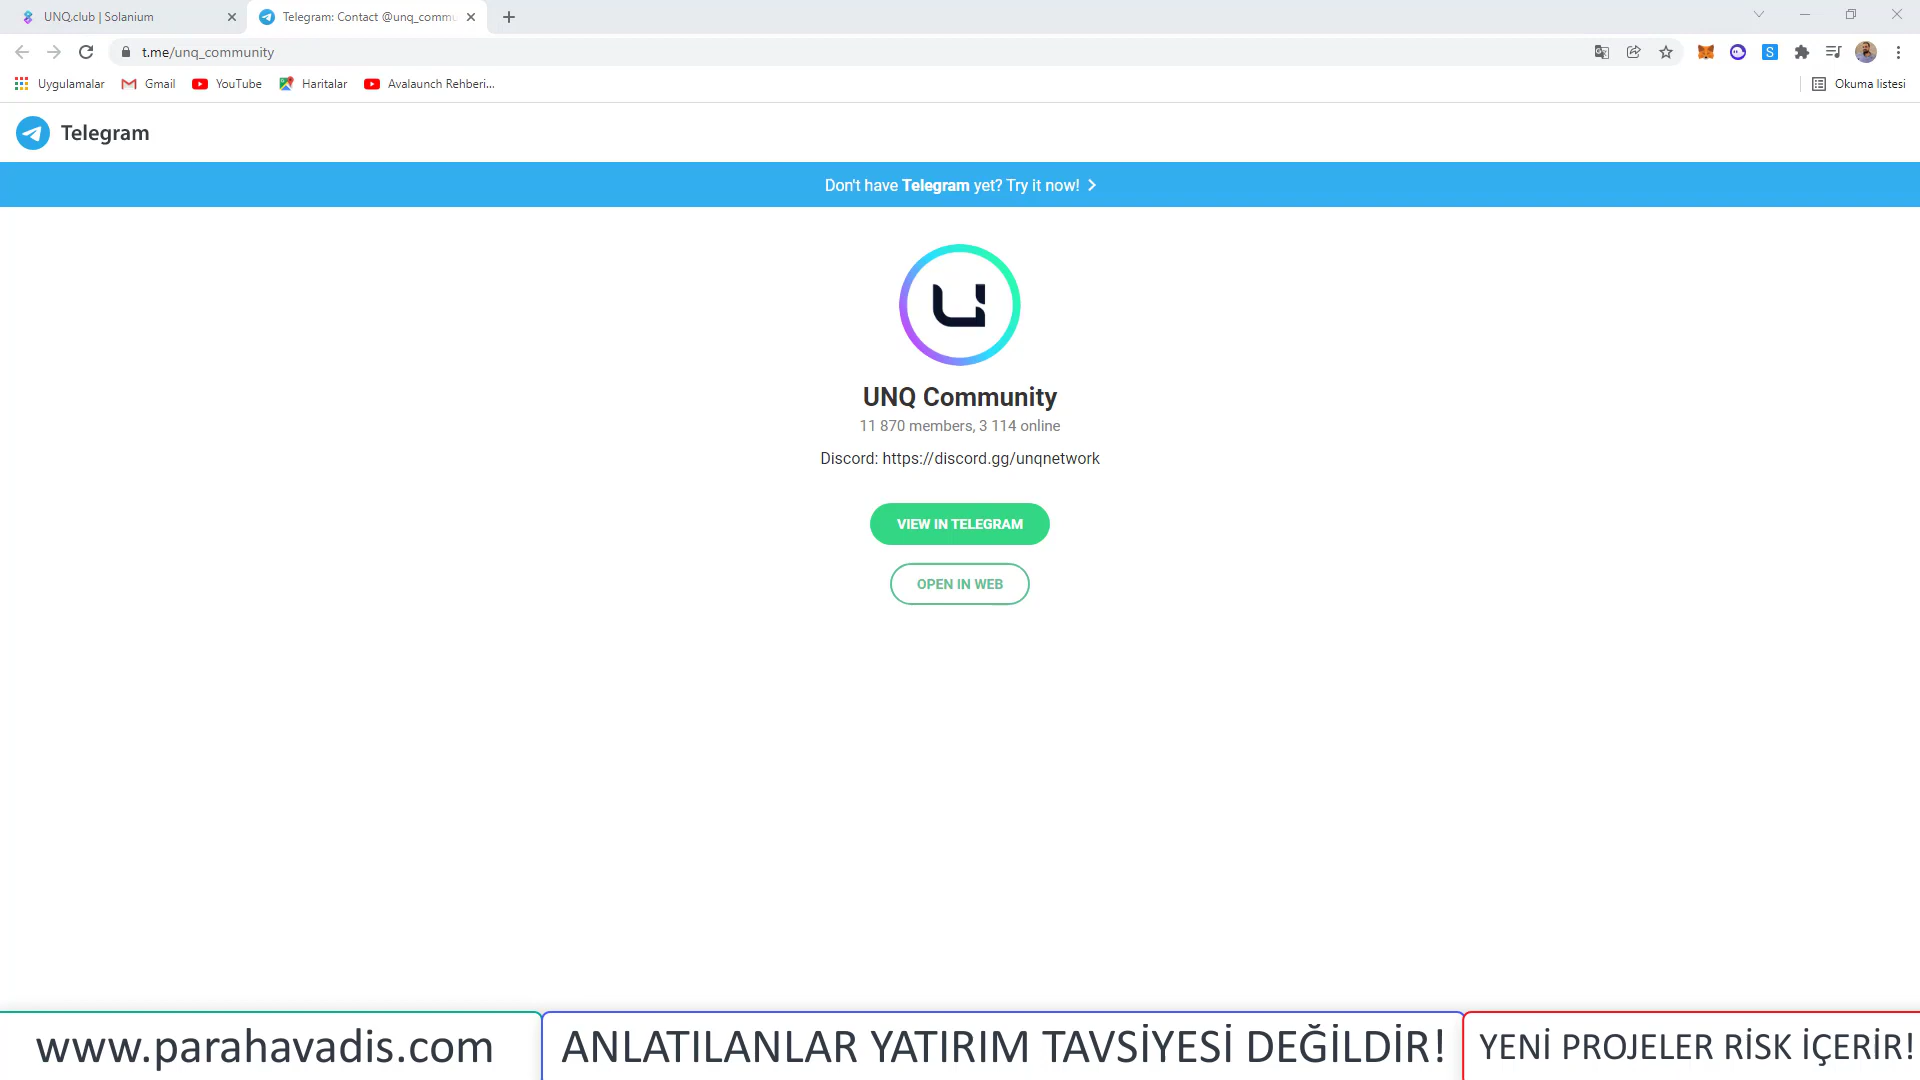 UNQ.club | Solanium
Telegram: Contact @unq_commu
t.me/unq_community
Uygulamalar
Gmail
YouTube
Haritalar
Avalaunch Rehberi...
Okuma listesi
Telegram
Don't have Telegram yet? Try it now!
UNQ Community
11 870 members, 3 114 online
Discord: https://discord.gg/unqnetwork
VIEW IN TELEGRAM
OPEN IN WEB
www.parahavadis.com
ANLATILANLAR YATIRIM TAVSİYESİ DEĞİLDİR!
YENİ PROJELER RİSK İÇERİR!